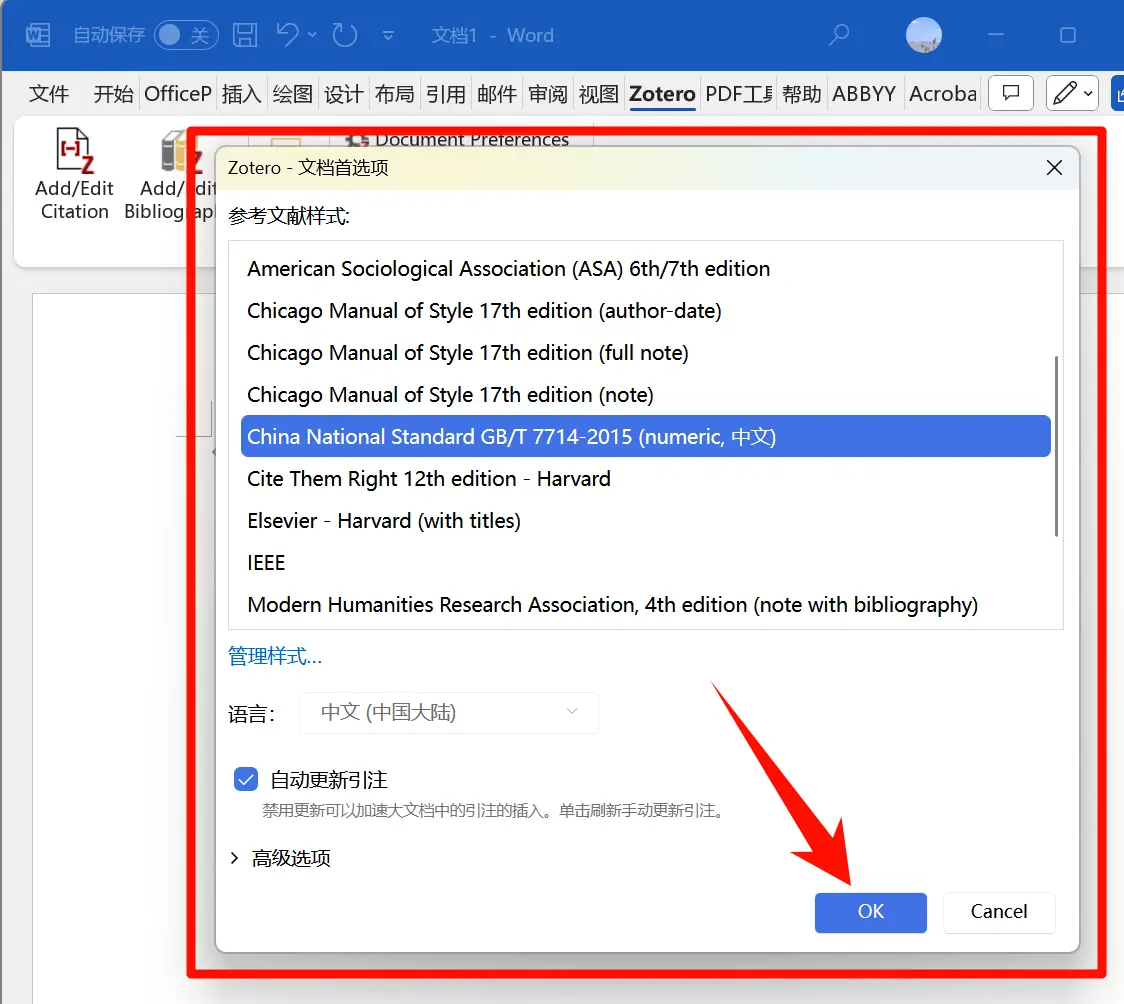 自动保存 关 文档1 - Word
文件 开始 OfficeP 插入 绘图 设计 布局 引用 邮件 审阅 视图 Zotero PDF工具 帮助 ABBYY Acroba
Document Preferences
Add/Edit Citation
Add/Edit Bibliograp
Zotero - 文档首选项
参考文献样式:
American Sociological Association (ASA) 6th/7th edition
Chicago Manual of Style 17th edition (author-date)
Chicago Manual of Style 17th edition (full note)
Chicago Manual of Style 17th edition (note)
China National Standard GB/T 7714-2015 (numeric, 中文)
Cite Them Right 12th edition - Harvard
Elsevier - Harvard (with titles)
IEEE
Modern Humanities Research Association, 4th edition (note with bibliography)
管理样式...
语言: 中文 (中国大陆)
自动更新引注
禁用更新可以加速大文档中的引注的插入。单击刷新手动更新引注。
高级选项
OK Cancel